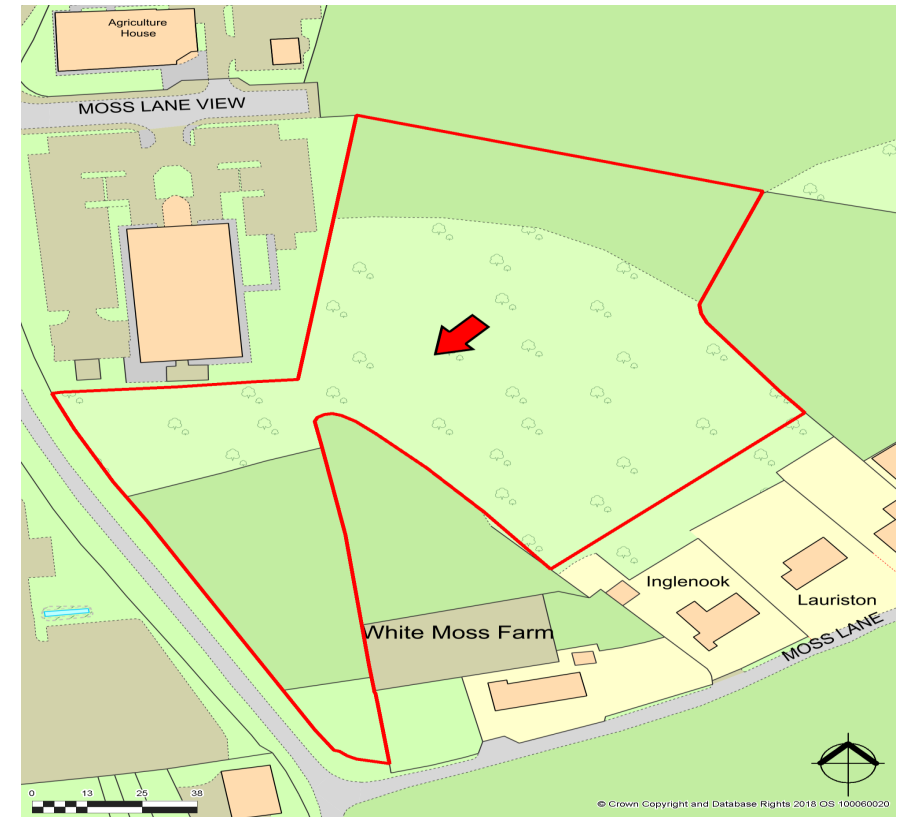 Agriculture
House
MOSS LANE VIEW
Inglenook
Lauriston
White Moss Farm
MOSS LANE
0 13 25 38
© Crown Copyright and Database Rights 2018 OS 100060020